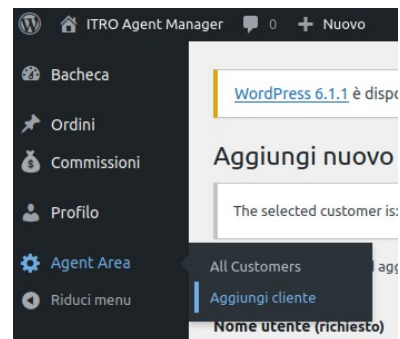 ITRO Agent Manager 0 + Nuovo
Bacheca
WordPress 6.1.1 è dispo
Ordini
Aggiungi nuovo
Commissioni
Profilo
The selected customer is:
Agent Area
All Customers
agg
Aggiungi cliente
Riduci menu
Nome utente (richiesto)